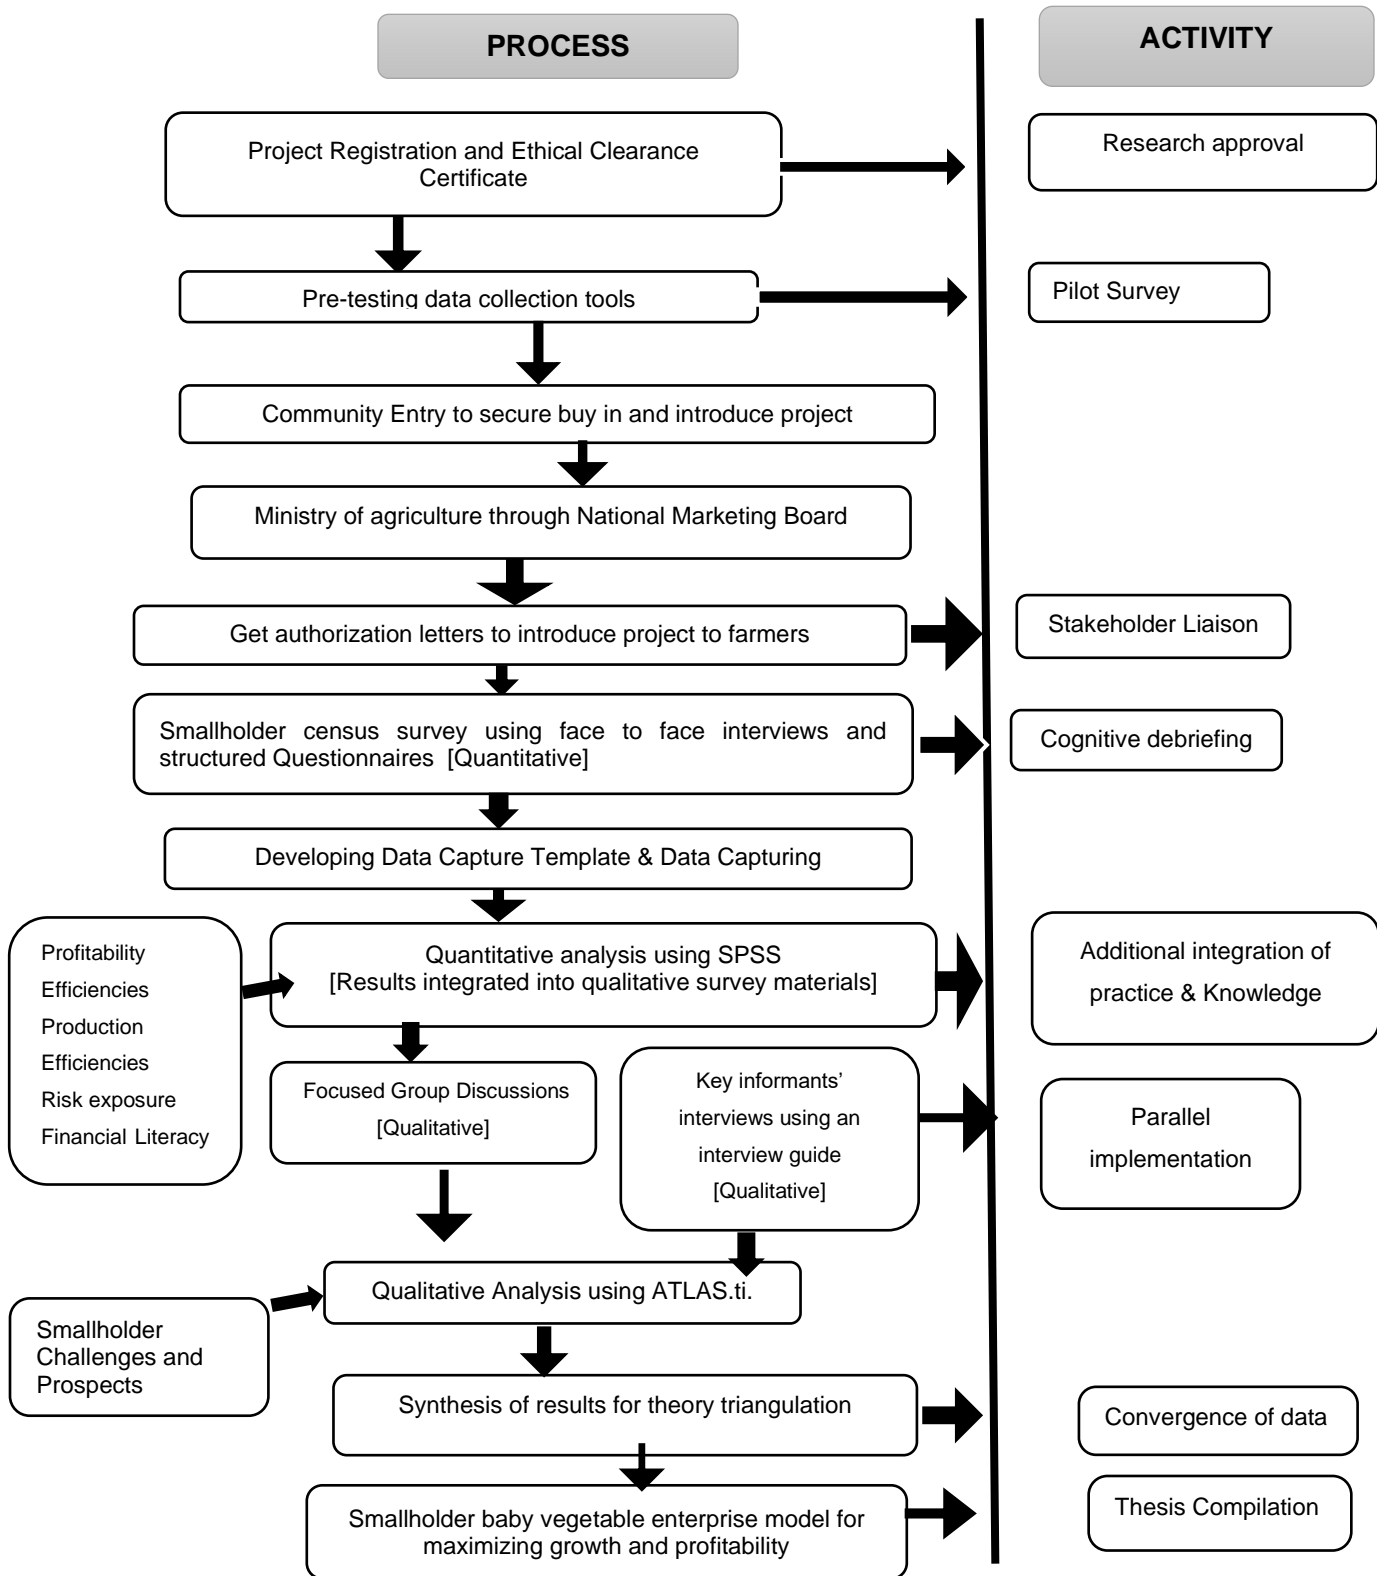 PROCESS
ACTIVITY
Project Registration and Ethical Clearance
Certificate
Research approval
Pre-testing data collection tools
Pilot Survey
Community Entry to secure buy in and introduce project
Ministry of agriculture through National Marketing Board
Get authorization letters to introduce project to farmers
Stakeholder Liaison
Smallholder census survey using face to face interviews and
structured Questionnaires [Quantitative]
Cognitive debriefing
Developing Data Capture Template & Data Capturing
Profitability
Efficiencies
Production
Efficiencies
Risk exposure
Financial Literacy
Quantitative analysis using SPSS
[Results integrated into qualitative survey materials]
Additional integration of
practice & Knowledge
Focused Group Discussions
[Qualitative]
Key informants’
interviews using an
interview guide
[Qualitative]
Parallel
implementation
Qualitative Analysis using ATLAS.ti.
Smallholder
Challenges and
Prospects
Synthesis of results for theory triangulation
Convergence of data
Smallholder baby vegetable enterprise model for
maximizing growth and profitability
Thesis Compilation